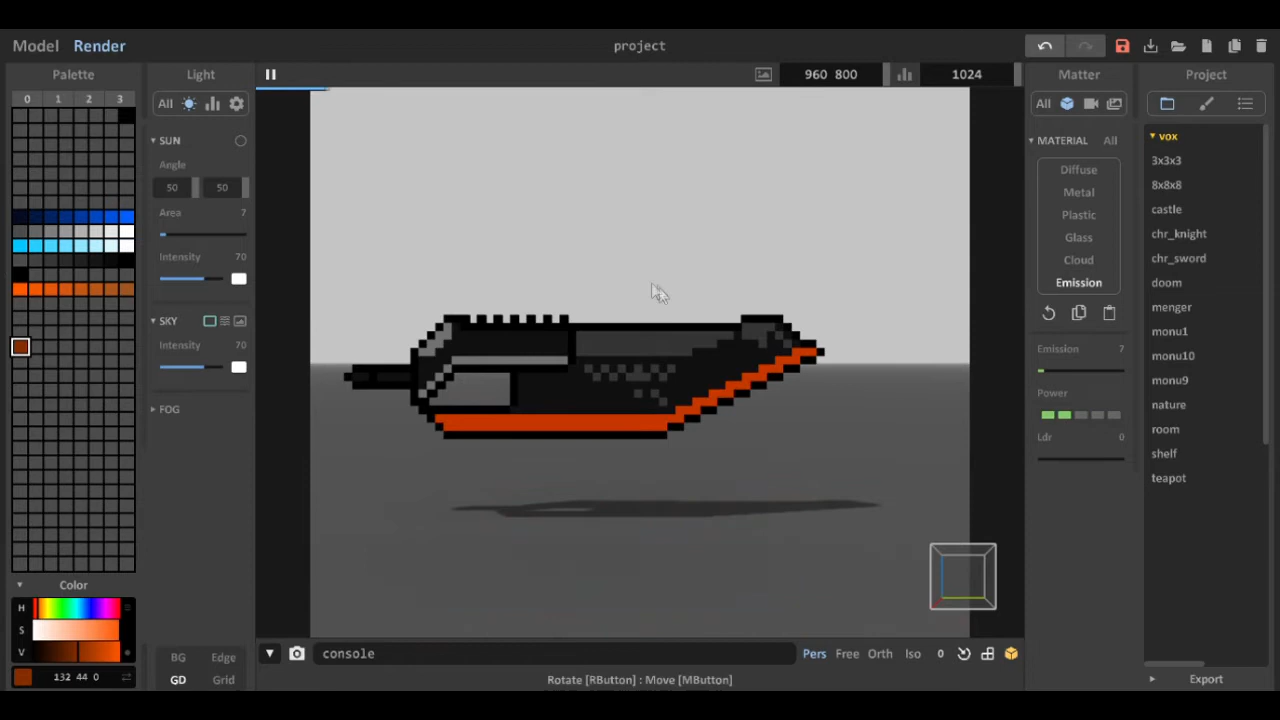 Model Render
project
Palette
0 1 2 3
Color
H
S
V
132 44 0
Light
All
SUN
Angle
50 50
Area 7
Intensity 70
SKY
Intensity 70
FOG
BG Edge
GD Grid
960 800
1024
console
Pers Free Orth Iso 0
Rotate [RButton] : Move [MButton]
Matter
All
MATERIAL All
Diffuse
Metal
Plastic
Glass
Cloud
Emission
Emission 7
Power
Ldr 0
Project
vox
3x3x3
8x8x8
castle
chr_knight
chr_sword
doom
menger
monu1
monu10
monu9
nature
room
shelf
teapot
Export